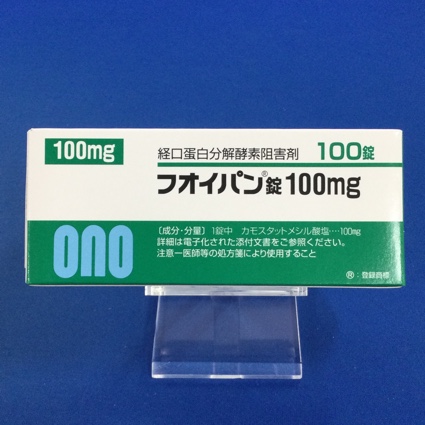 100mg
経口蛋白分解酵素阻害剤 100錠
フオイパン®錠100mg
ono
〔成分・分量〕1錠中 カモスタットメシル酸塩…100mg
詳細は電子化された添付文書をご参照ください。
注意－医師等の処方箋により使用すること
®：登録商標